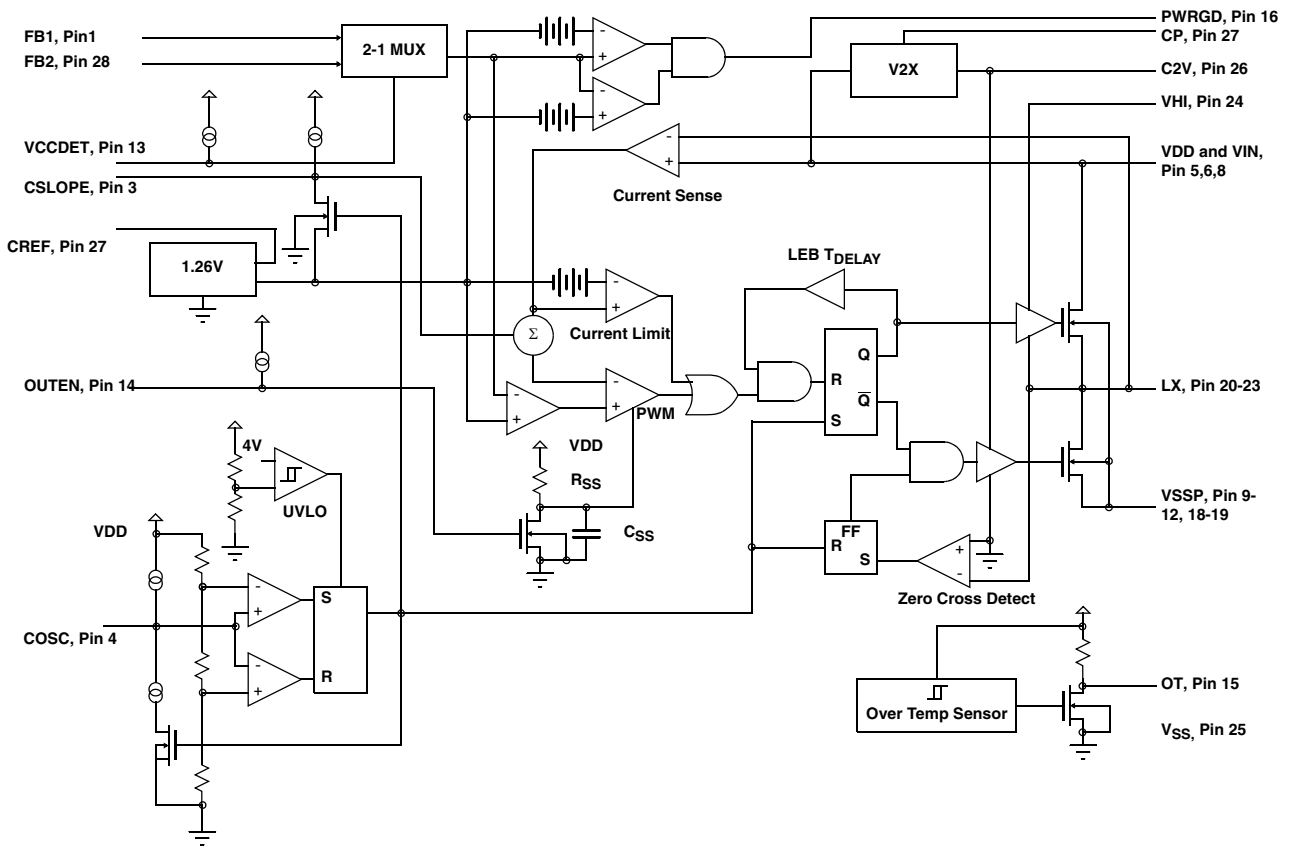 FB1, Pin1
FB2, Pin 28
2-1 MUX
-
+
-
+
PWRGD, Pin 16
CP, Pin 27
V2X
C2V, Pin 26
VHI, Pin 24
VCCDET, Pin 13
CSLOPE, Pin 3
-
+
Current Sense
VDD and VIN,
Pin 5,6,8
CREF, Pin 27
1.26V
LEB TDELAY
-
+
Σ
Current Limit
OUTEN, Pin 14
-
+
-
+
PWM
Q
R
Q
S
LX, Pin 20-23
4V
UVLO
VDD
RSS
CSS
VSSP, Pin 9-
12, 18-19
VDD
FF
R
S
+
-
Zero Cross Detect
-
+
S
COSC, Pin 4
-
+
R
Over Temp Sensor
OT, Pin 15
VSS, Pin 25